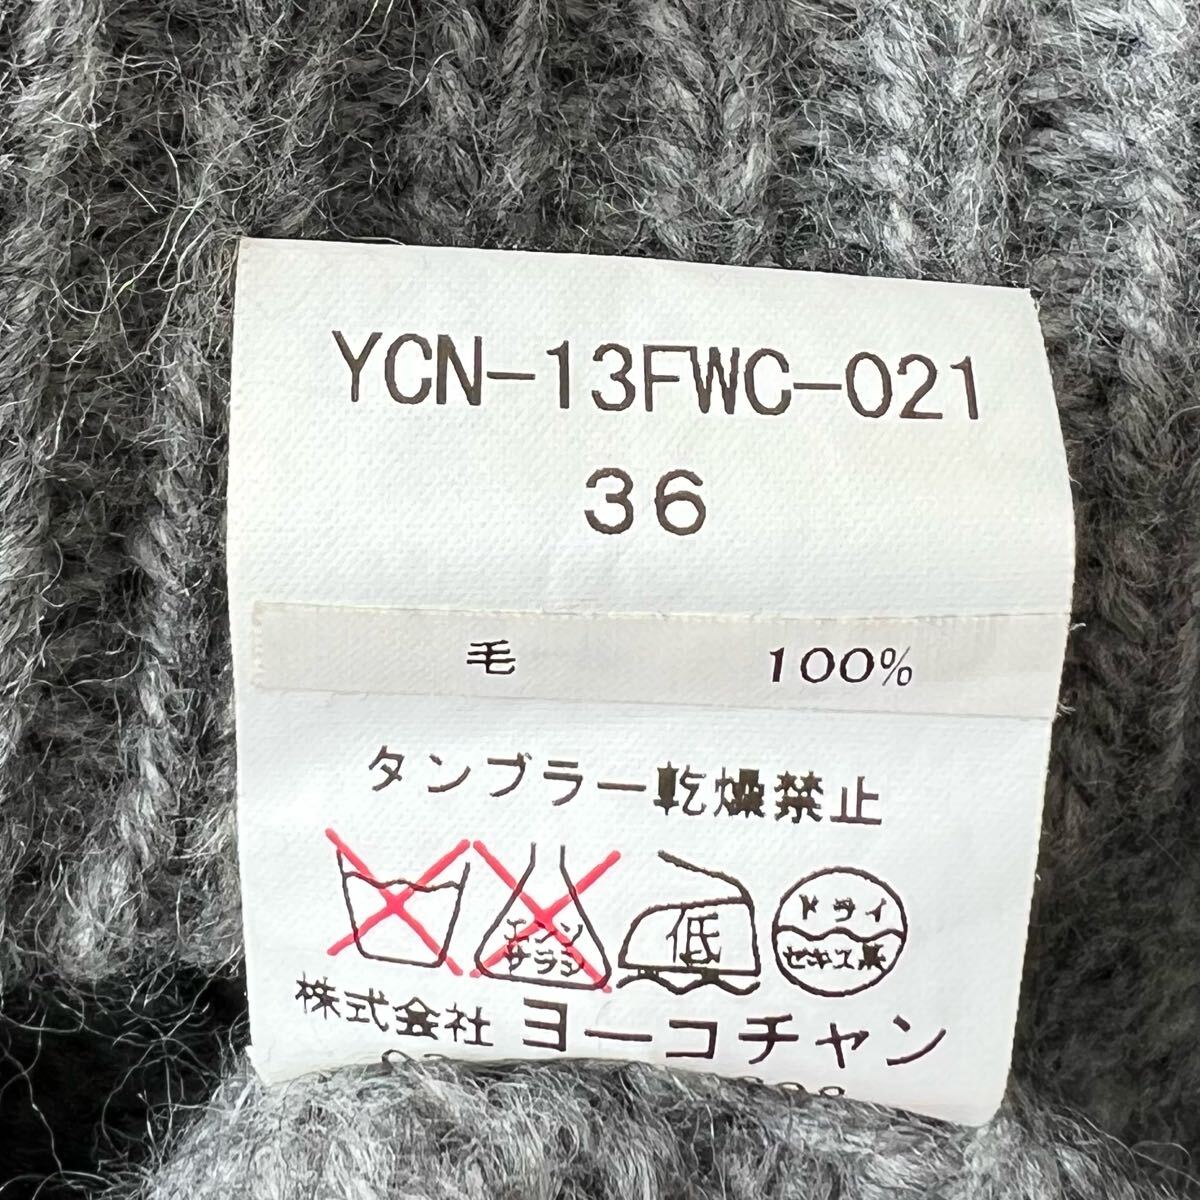 YCN-13FWC-021
36
毛 100%
タンブラー乾燥禁止
エンソ
サラシ
低
ドライ
セキユ系
株式会社 ヨーコチャン